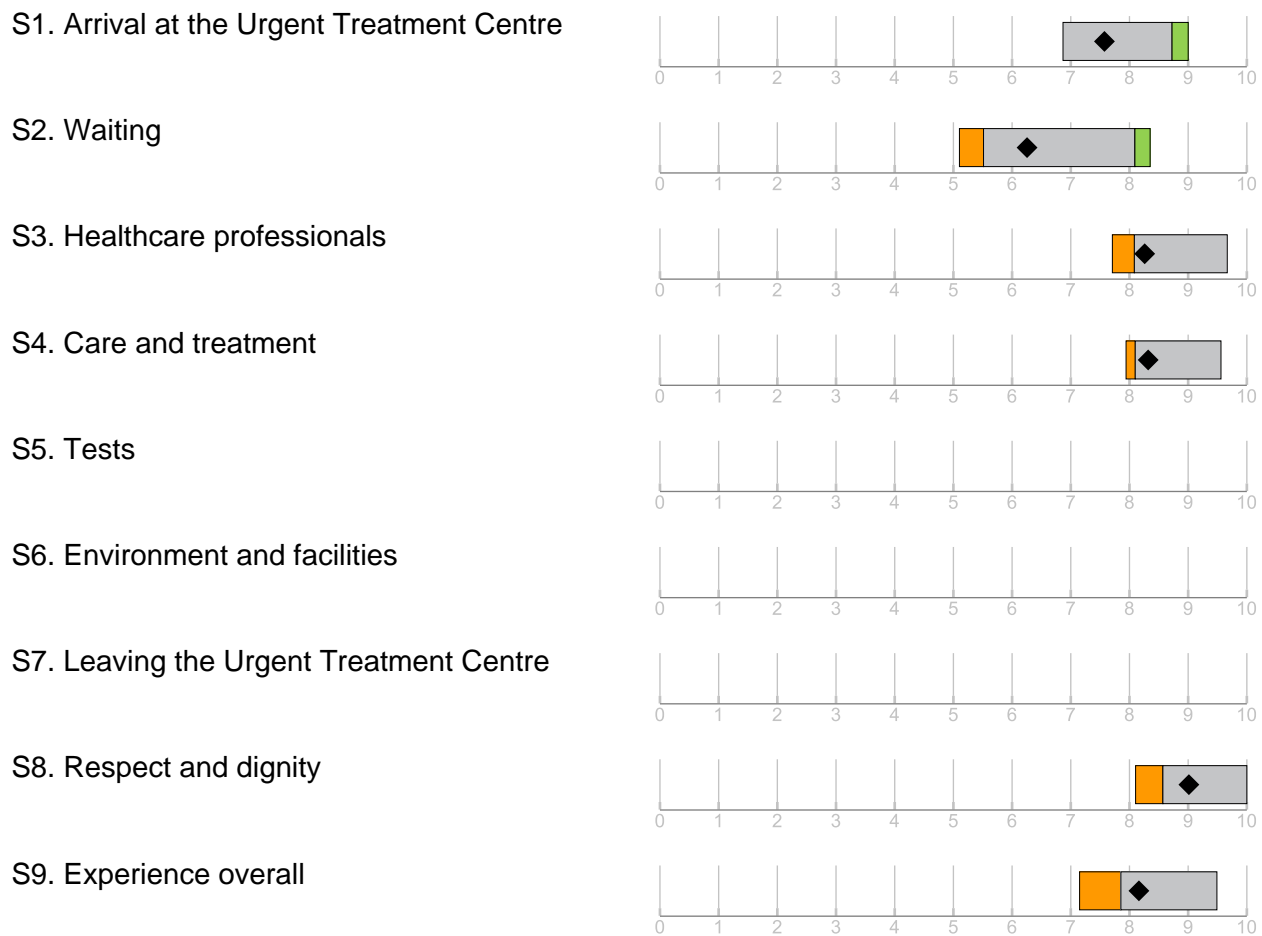 S1. Arrival at the Urgent Treatment Centre
0 1 2 3 4 5 6 7 8 9 10
S2. Waiting
0 1 2 3 4 5 6 7 8 9 10
S3. Healthcare professionals
0 1 2 3 4 5 6 7 8 9 10
S4. Care and treatment
0 1 2 3 4 5 6 7 8 9 10
S5. Tests
0 1 2 3 4 5 6 7 8 9 10
S6. Environment and facilities
0 1 2 3 4 5 6 7 8 9 10
S7. Leaving the Urgent Treatment Centre
0 1 2 3 4 5 6 7 8 9 10
S8. Respect and dignity
0 1 2 3 4 5 6 7 8 9 10
S9. Experience overall
0 1 2 3 4 5 6 7 8 9 10